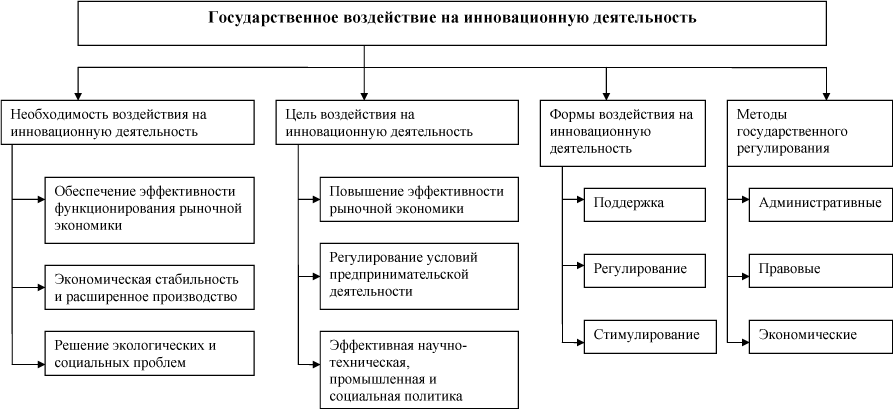 Государственное воздействие на инновационную деятельность
Необходимость воздействия на
инновационную деятельность
Обеспечение эффективности
функционирования рыночной
экономики
Экономическая стабильность
и расширенное производство
Решение экологических и
социальных проблем
Цель воздействия на
инновационную деятельность
Повышение эффективности
рыночной экономики
Регулирование условий
предпринимательской
деятельности
Эффективная научно-
техническая,
промышленная и
социальная политика
Формы воздействия на
инновационную
деятельность
Поддержка
Регулирование
Стимулирование
Методы
государственного
регулирования
Административные
Правовые
Экономические